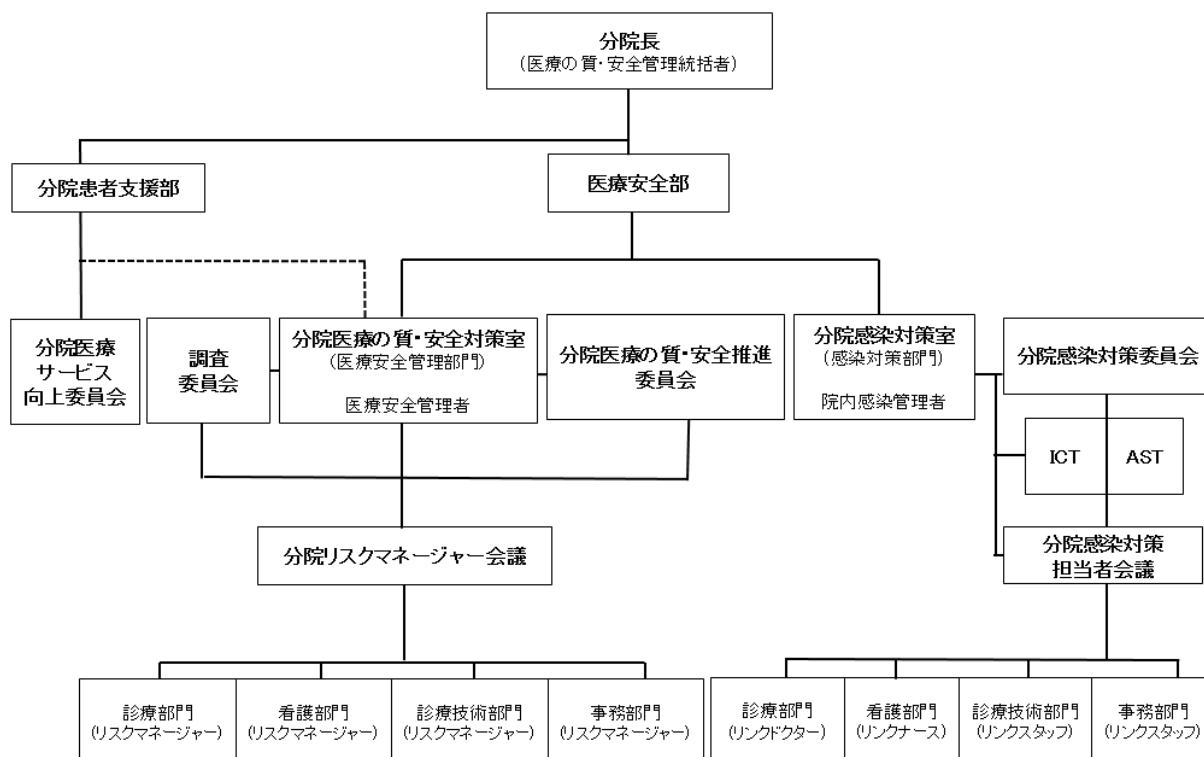 分院長
(医療の質・安全管理統括者)
分院患者支援部
医療安全部
分院医療
サービス
向上委員会
調査
委員会
分院医療の質・安全対策室
(医療安全管理部門)
医療安全管理者
分院医療の質・安全推進
委員会
分院感染対策室
(感染対策部門)
院内感染管理者
分院感染対策委員会
ICT
AST
分院リスクマネージャー会議
分院感染対策
担当者会議
診療部門
(リスクマネージャー)
看護部門
(リスクマネージャー)
診療技術部門
(リスクマネージャー)
事務部門
(リスクマネージャー)
診療部門
(リンクドクター)
看護部門
(リンクナース)
診療技術部門
(リンクスタッフ)
事務部門
(リンクスタッフ)